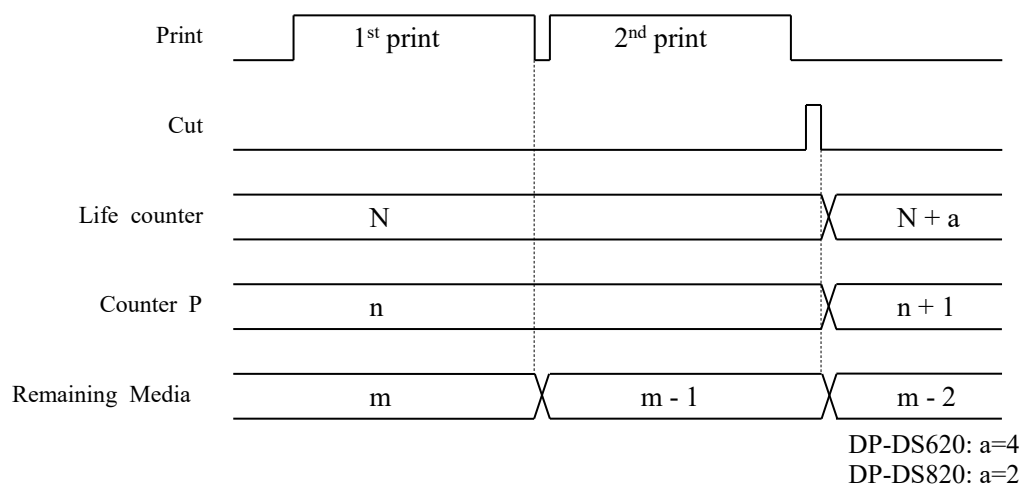 Print 1st print 2nd print
Cut
Life counter N N + a
Counter P n n + 1
Remaining Media m m - 1 m - 2
DP-DS620: a=4
DP-DS820: a=2